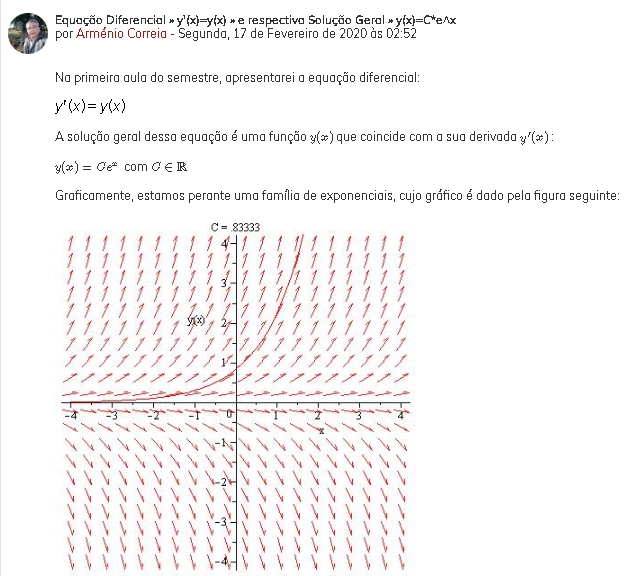 Equação Diferencial » y'(x)=y(x) » e respectiva Solução Geral » y(x)=C*e^x
por Arménio Correia - Segunda, 17 de Fevereiro de 2020 às 02:52
Na primeira aula do semestre, apresentarei a equação diferencial:
y'(x)=y(x)
A solução geral dessa equação é uma função y(x) que coincide com a sua derivada y'(x):
y(x) = Ce^x com C ∈ ℝ
Graficamente, estamos perante uma família de exponenciais, cujo gráfico é dado pela figura seguinte:
C = .83333
4
3
y(x) 2
1
-4 -3 -2 -1 0 1 2 3 4
x
-1
-2
-3
-4